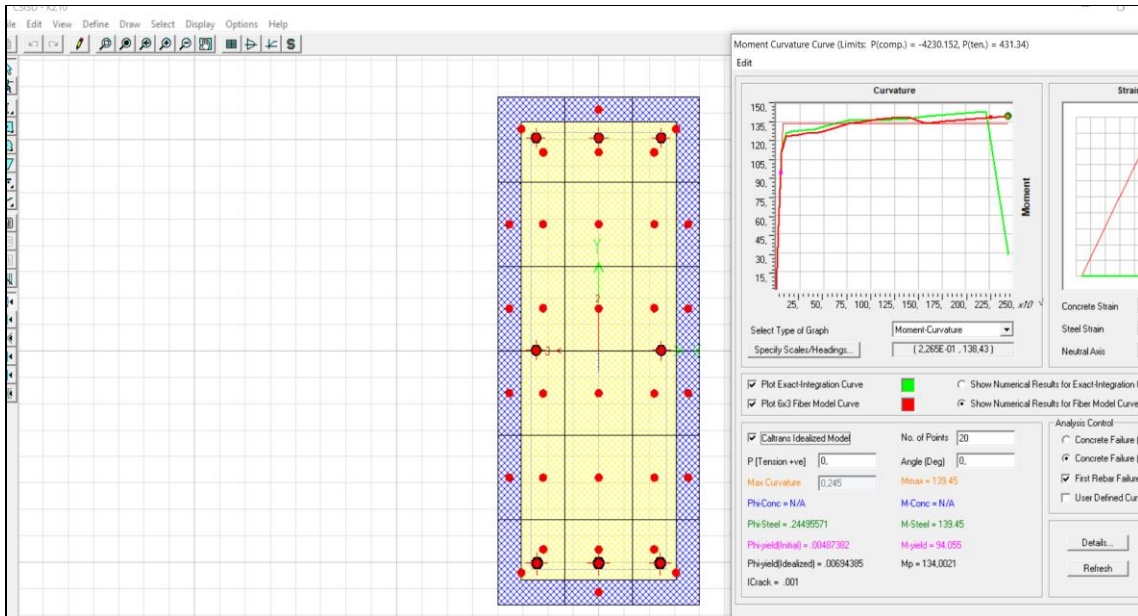 CSISD - KZ10
File Edit View Define Draw Select Display Options Help
Moment Curvature Curve (Limits: P(comp.) = -4230.152, P(ten.) = 431.34)
Edit
Curvature
Strain
150,
135,
120,
105,
90,
75,
60,
45,
30,
15,
Moment
25, 50, 75, 100, 125, 150, 175, 200, 225, 250, x10
Y
2
3
Concrete Strain
Select Type of Graph Moment-Curvature
Steel Strain
Specify Scales/Headings... ( 2,265E-01 , 138,43 )
Neutral Axis
Plot Exact-Integration Curve Show Numerical Results for Exact-Integration
Plot 6x3 Fiber Model Curve Show Numerical Results for Fiber Model Curve
Analysis Control
Caltrans Idealized Model No. of Points 20
Concrete Failure (
P [Tension +ve] 0, Angle (Deg) 0,
Concrete Failure (
Max Curvature 0,245 Mmax = 139.45
First Rebar Failure
Phi-Conc = N/A M-Conc = N/A
User Defined Cur
Phi-Steel = .24495571 M-Steel = 139.45
Phi-yield(Initial) = .00487382 M-yield = 94.055
Details...
Phi-yield(Idealized) = .00694385 Mp = 134,0021
Refresh
ICrack = .001